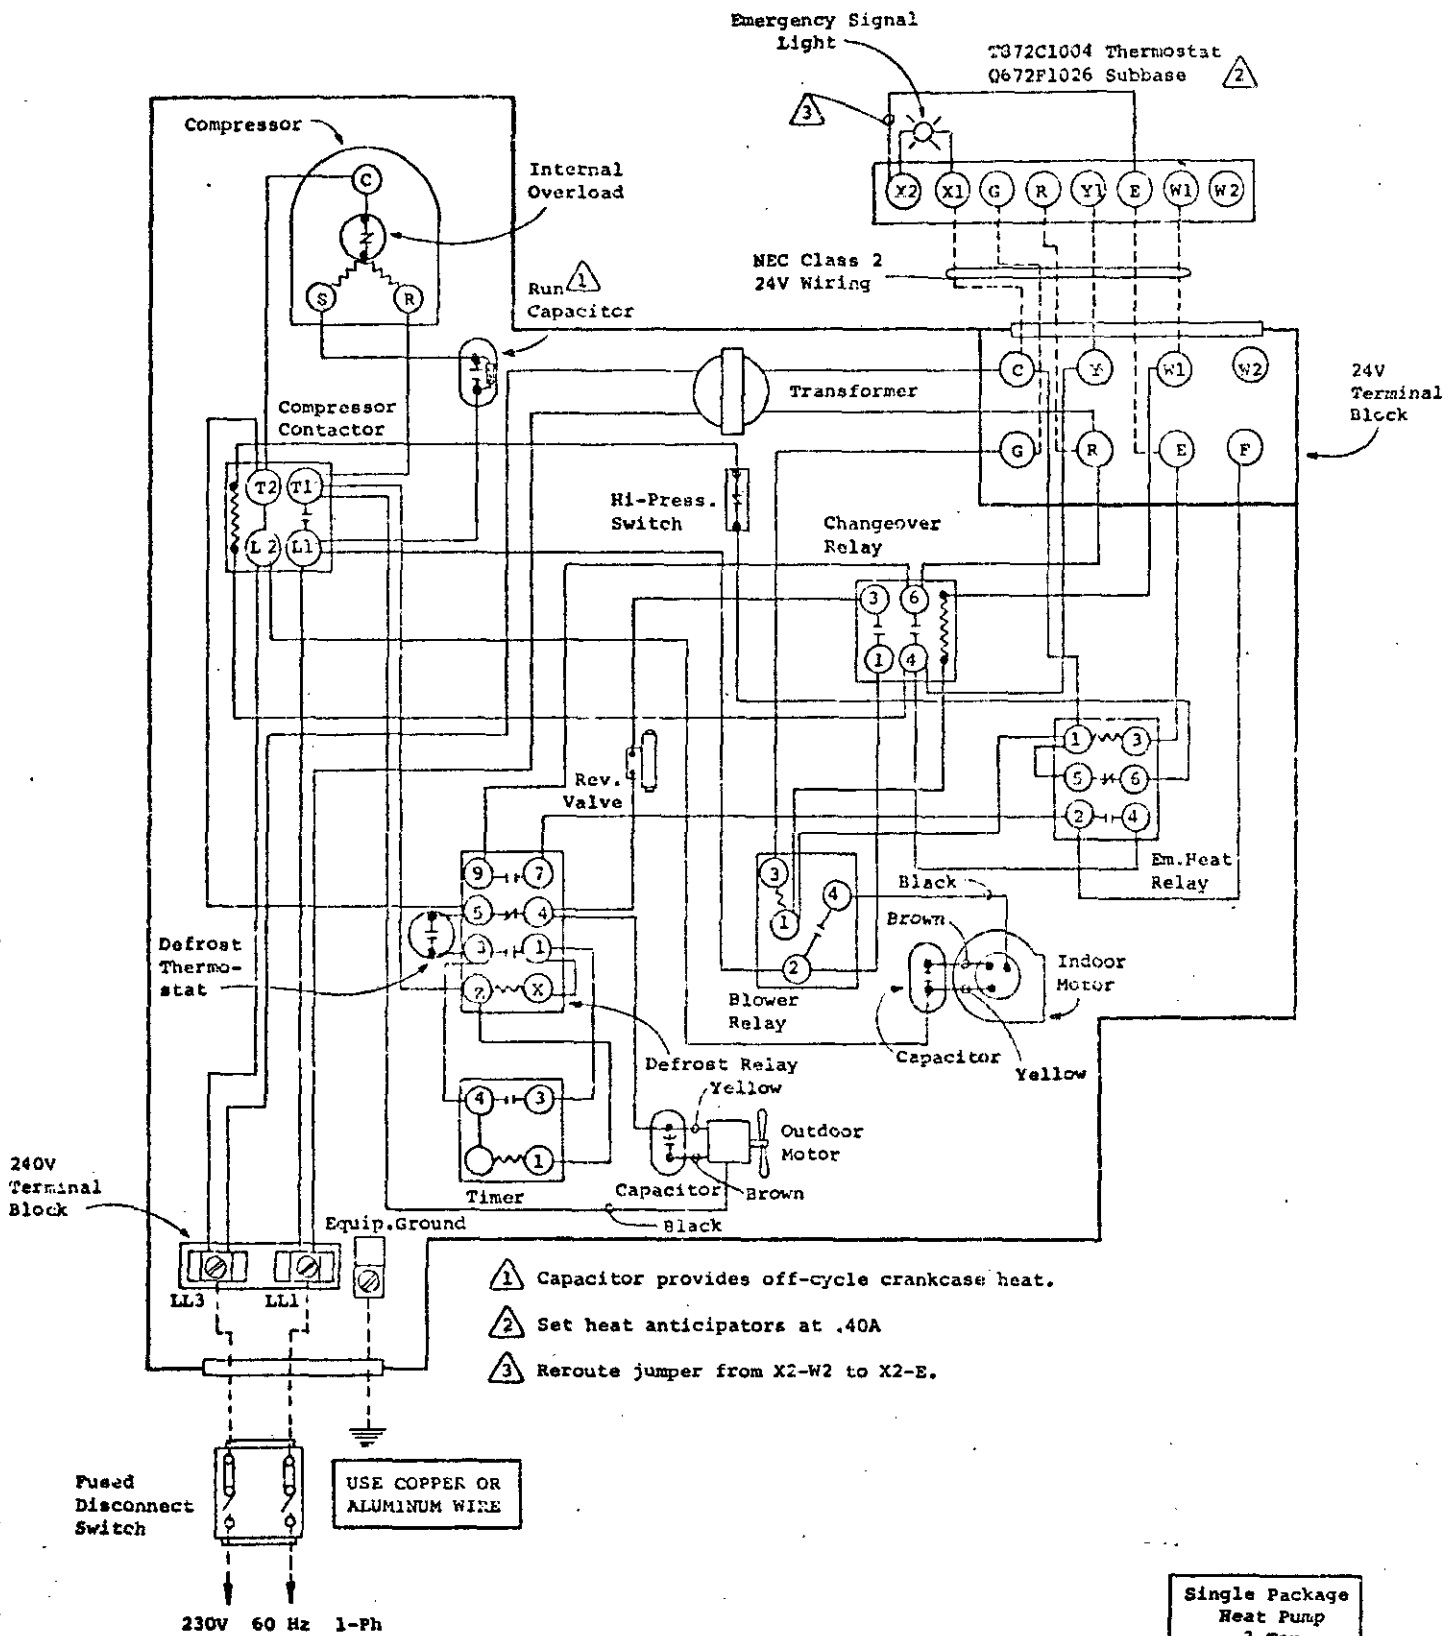 Emergency Signal
Light
T872C1004 Thermostat
Q672F1026 Subbase
2
3
Compressor
Internal
Overload
C
S
R
X2
X1
G
R
Y1
E
W1
W2
NEC Class 2
24V Wiring
Run
1
Capacitor
Transformer
C
Y
W1
W2
G
R
E
F
24V
Terminal
Block
Compressor
Contactor
T2
T1
L2
L1
Hi-Press.
Switch
Changeover
Relay
3
6
1
4
1
3
5
6
2
4
Em.Heat
Relay
Rev.
Valve
9
7
5
4
3
1
Z
X
Defrost
Thermo-
stat
3
4
1
2
Blower
Relay
Black
Brown
Indoor
Motor
Capacitor
Yellow
Defrost Relay
Yellow
4
3
1
Timer
Outdoor
Motor
Capacitor
Brown
Black
240V
Terminal
Block
Equip.Ground
LL3
LL1
1 Capacitor provides off-cycle crankcase heat.
2 Set heat anticipators at .40A
3 Reroute jumper from X2-W2 to X2-E.
Fused
Disconnect
Switch
USE COPPER OR
ALUMINUM WIRE
230V 60 Hz 1-Ph
Single Package
Heat Pump